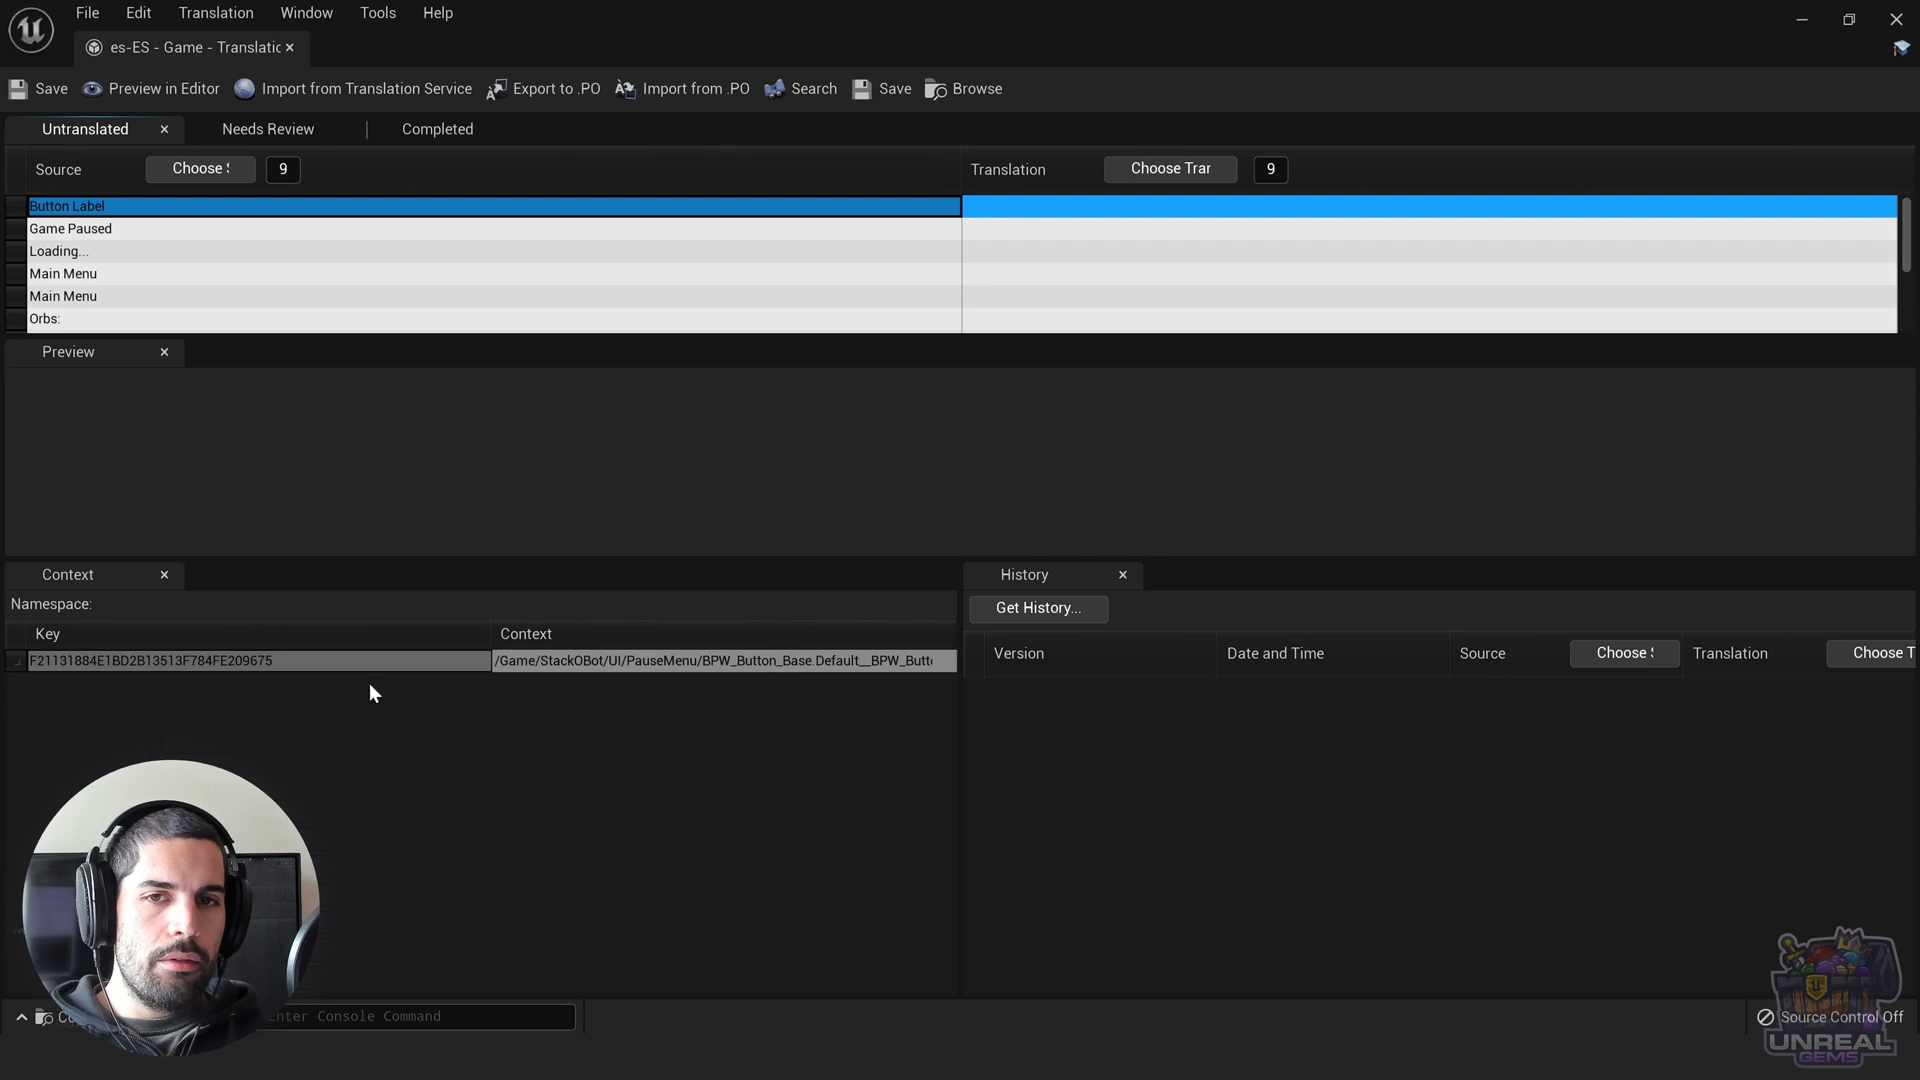 File Edit Translation Window Tools Help
es-ES - Game - Translatic
Save Preview in Editor Import from Translation Service Export to .PO Import from .PO Search Save Browse
Untranslated Needs Review Completed
Source Choose 9 Translation Choose Trar 9
Button Label
Game Paused
Loading...
Main Menu
Main Menu
Orbs:
Preview
Context
Namespace:
Key Context
F21131884E1BD2B13513F784FE209675 /Game/StackOBot/UI/PauseMenu/BPW_Button_Base.Default__BPW_Butt
History
Get History...
Version Date and Time Source Choose Translation Choose T
Enter Console Command
Source Control Off
UNREAL
GEMS